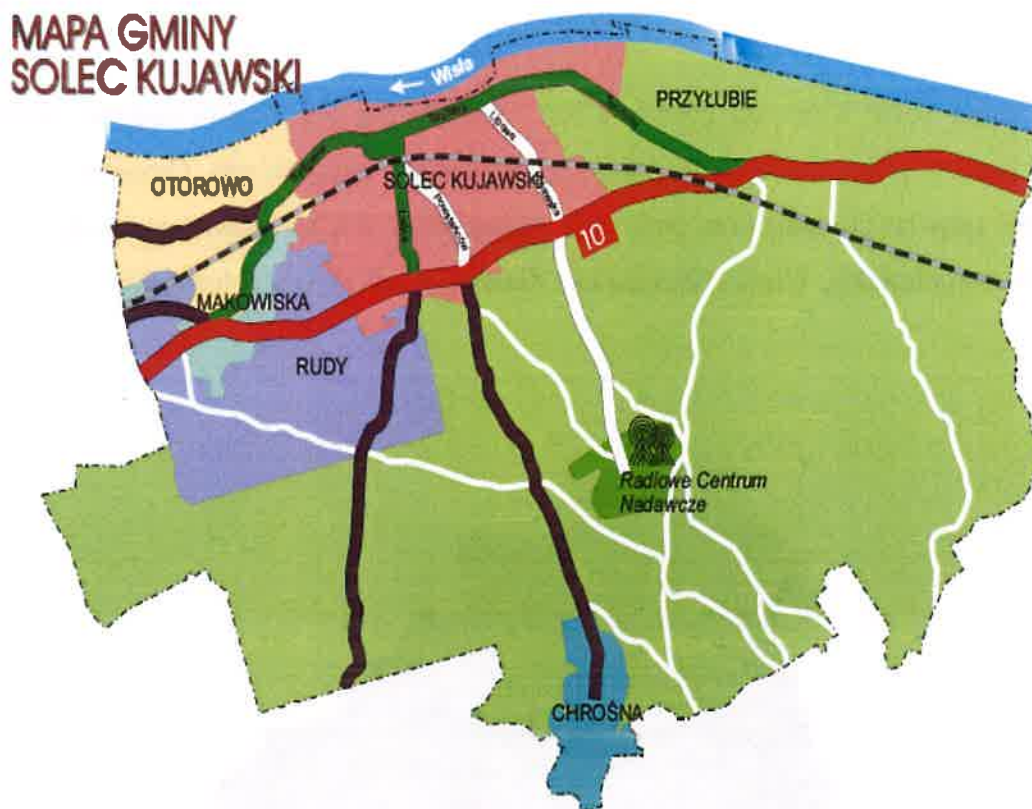 MAPA GMINY
SOLEC KUJAWSKI
← Wisła
PRZYŁUBIE
OTOROWO
SOLEC KUJAWSKI
10
MAKOWISKA
RUDY
Radiowe Centrum
Nadawcze
CHROŚNA